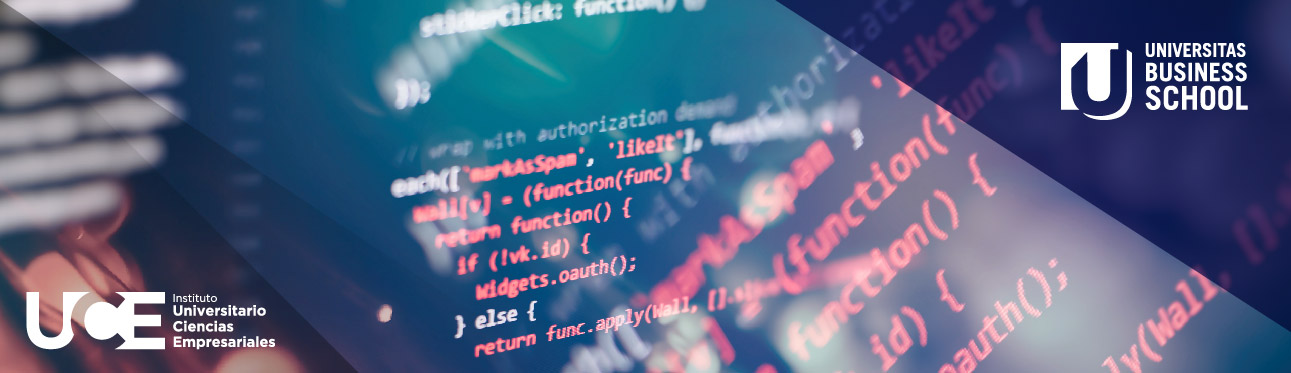 stickerClick: function() {
});
// wrap with authorization demand
each(['markAsSpam', 'likeIt'], function
Wall[v] = (function(func) {
return function() {
if (!vk.id) {
Widgets.oauth();
} else {
return func.apply(Wall, [].slice
authorizat
'likeIt'
markAsSpam',
(function(func)
function() {
id) {
oauth();
ly(Wall, [].s
UNIVERSITAS
BUSINESS
SCHOOL
UCE
Instituto
Universitario
Ciencias
Empresariales